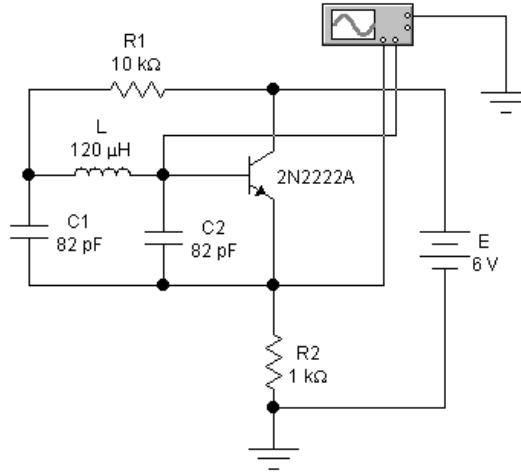 R1
10 kΩ
L
120 µH
2N2222A
C1
82 pF
C2
82 pF
E
6 V
R2
1 kΩ